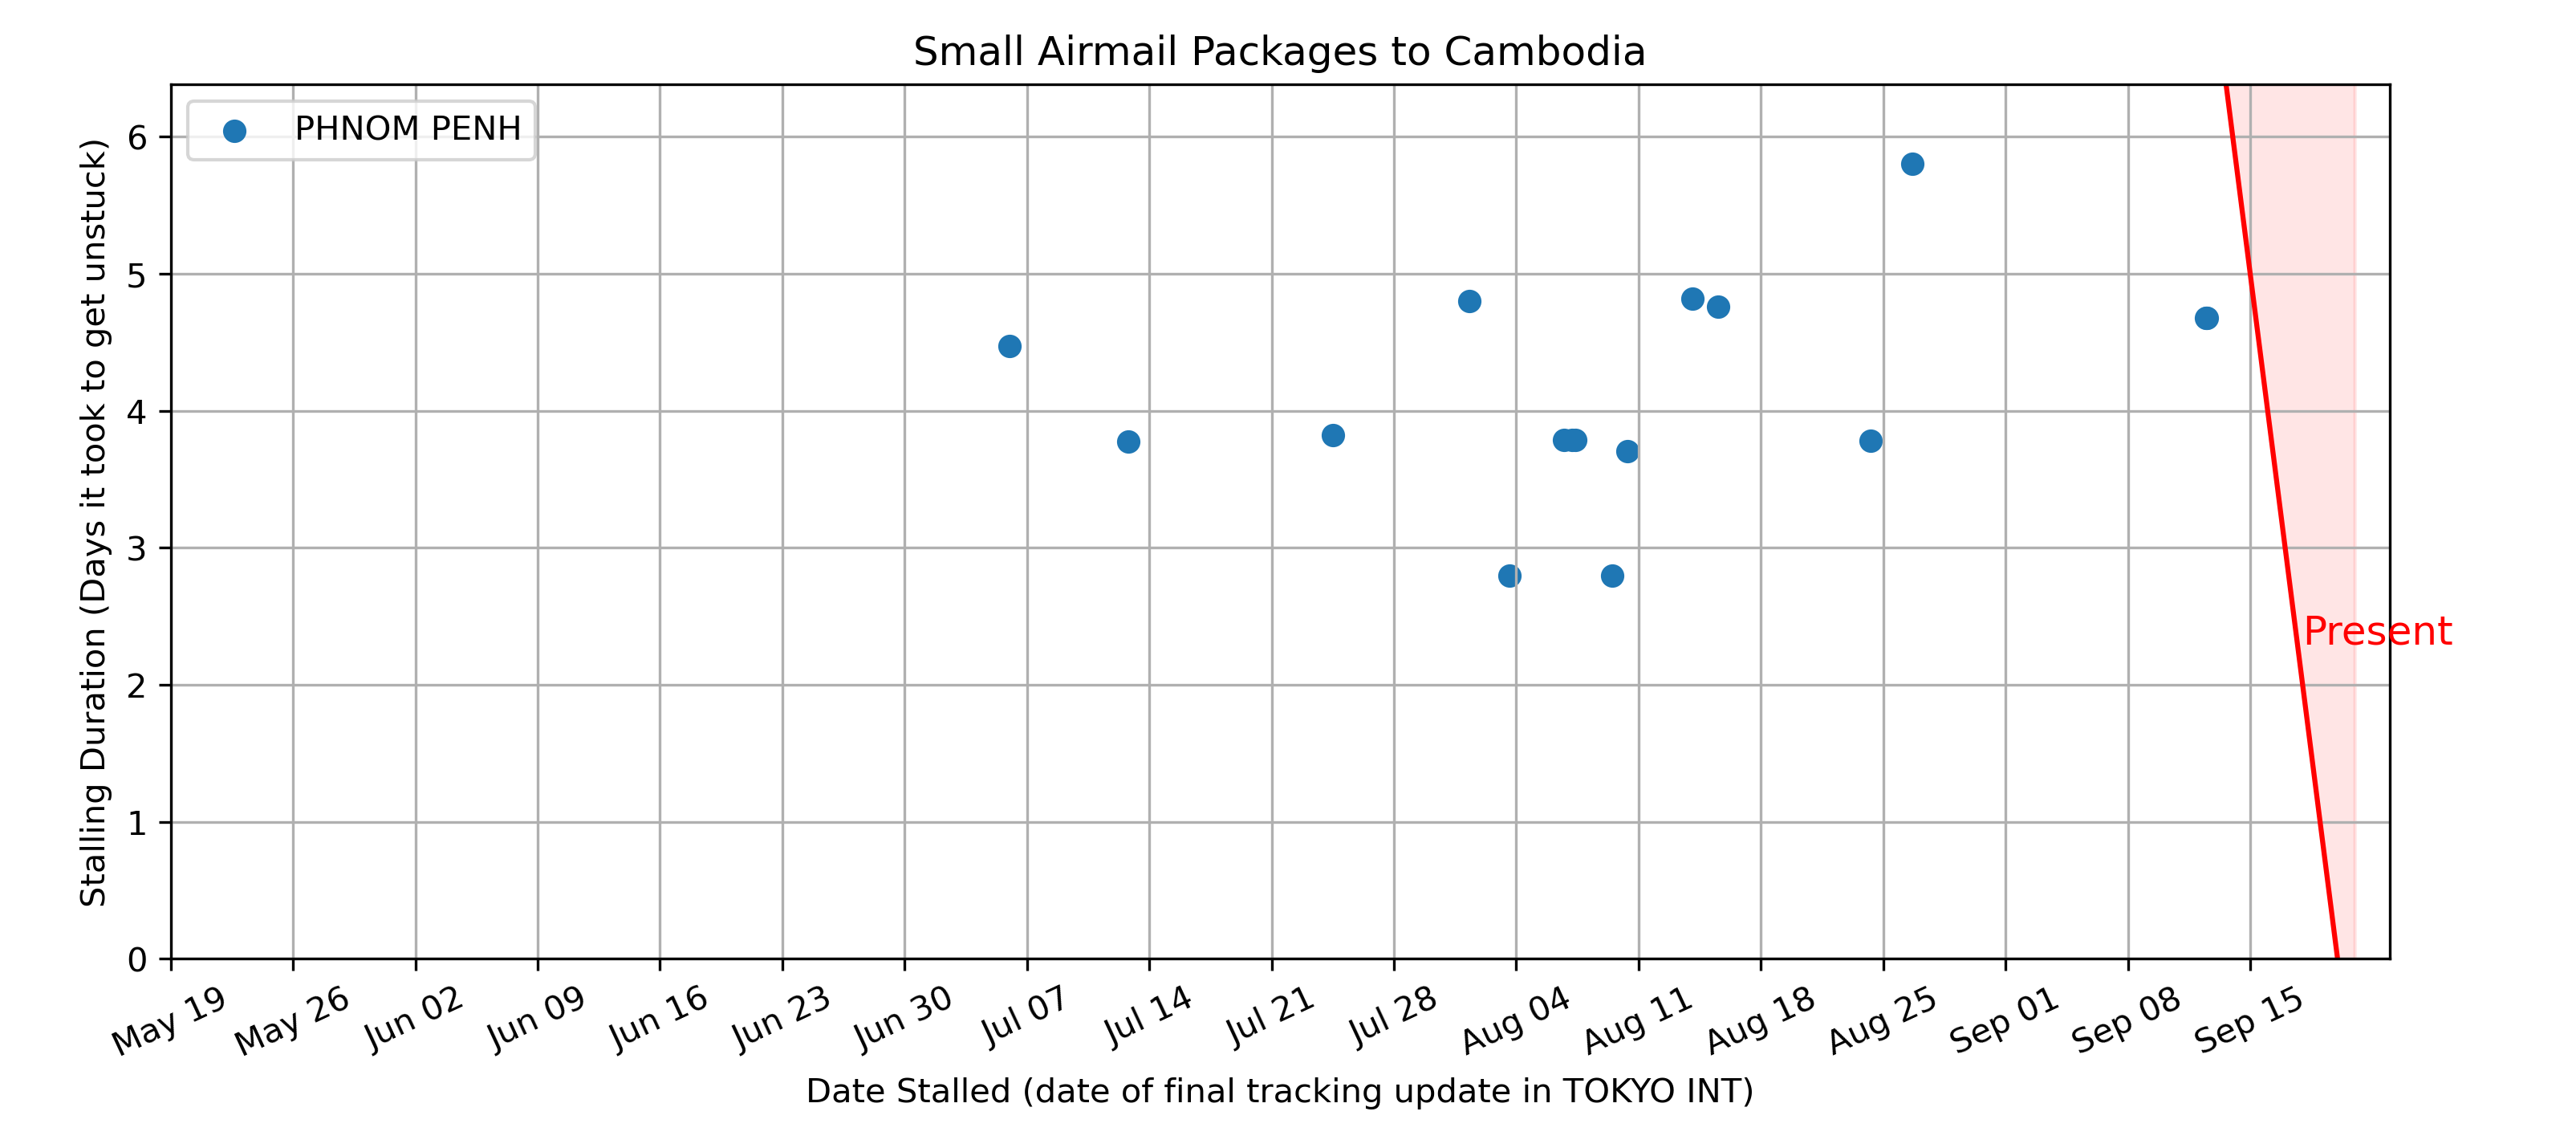 Small Airmail Packages to Cambodia
PHNOM PENH
Stalling Duration (Days it took to get unstuck)
6
5
4
3
2
1
0
Present
May 19 May 26 Jun 02 Jun 09 Jun 16 Jun 23 Jun 30 Jul 07 Jul 14 Jul 21 Jul 28 Aug 04 Aug 11 Aug 18 Aug 25 Sep 01 Sep 08 Sep 15
Date Stalled (date of final tracking update in TOKYO INT)